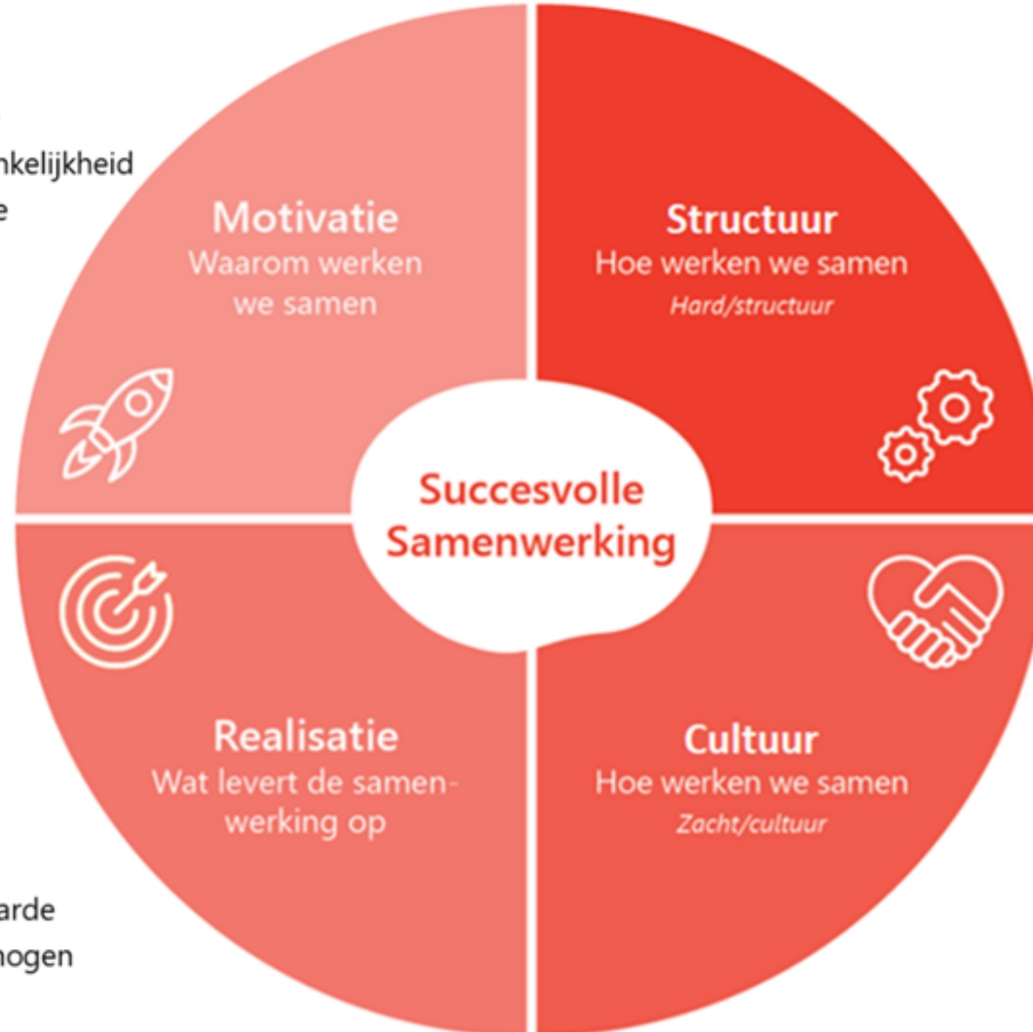 Motivatie
Waarom werken
we samen
Structuur
Hoe werken we samen
Hard/structuur
Succesvolle
Samenwerking
Realisatie
Wat levert de samen-
werking op
Cultuur
Hoe werken we samen
Zacht/cultuur